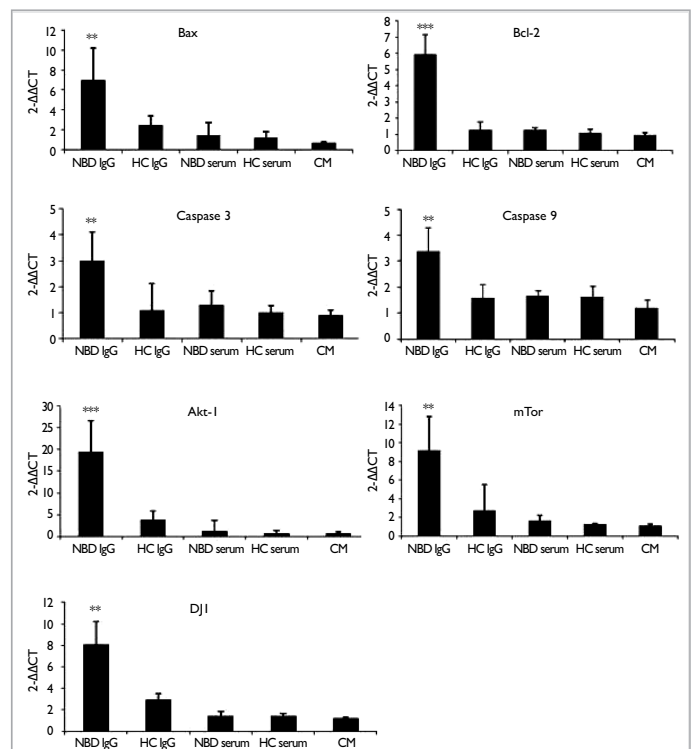 Bax
**
2-ΔΔCT
12
10
8
6
4
2
0
NBD IgG HC IgG NBD serum HC serum CM
Bcl-2
***
2-ΔΔCT
8
7
6
5
4
3
2
1
0
NBD IgG HC IgG NBD serum HC serum CM
Caspase 3
**
2-ΔΔCT
5
4
3
2
1
0
NBD IgG HC IgG NBD serum HC serum CM
Caspase 9
**
2-ΔΔCT
5
4
3
2
1
0
NBD IgG HC IgG NBD serum HC serum CM
Akt-1
***
2-ΔΔCT
30
25
20
15
10
5
0
NBD IgG HC IgG NBD serum HC serum CM
mTor
**
2-ΔΔCT
14
12
10
8
6
4
2
0
NBD IgG HC IgG NBD serum HC serum CM
DJ1
**
2-ΔΔCT
12
10
8
6
4
2
0
NBD IgG HC IgG NBD serum HC serum CM